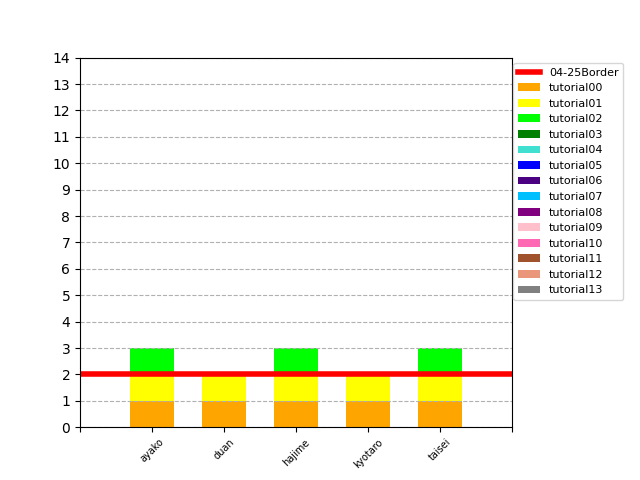 14
13
12
11
10
9
8
7
6
5
4
3
2
1
0
ayako
duan
hajime
kyotaro
taisei
04-25Border
tutorial00
tutorial01
tutorial02
tutorial03
tutorial04
tutorial05
tutorial06
tutorial07
tutorial08
tutorial09
tutorial10
tutorial11
tutorial12
tutorial13